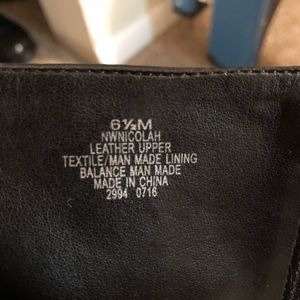 6½M
NWNICOLAH
LEATHER UPPER
TEXTILE/MAN MADE LINING
BALANCE MAN MADE
MADE IN CHINA
2994 0716